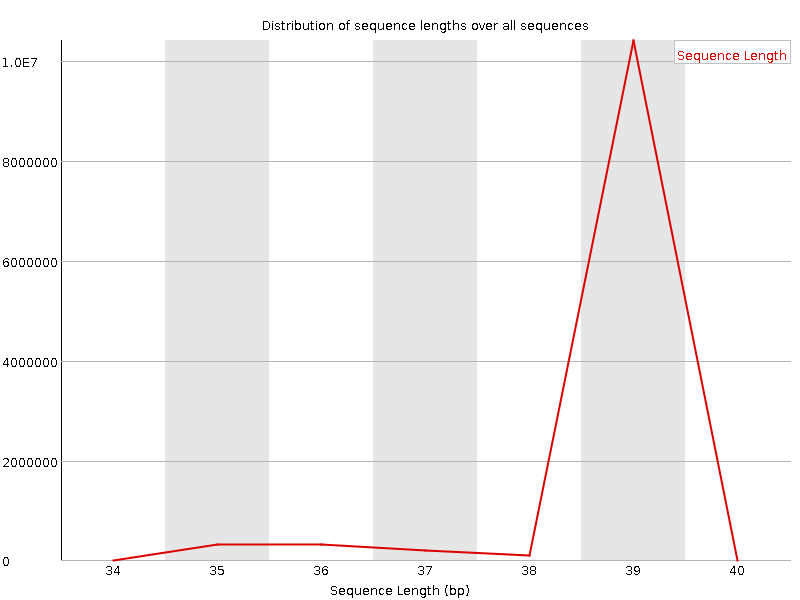 Distribution of sequence lengths over all sequences
Sequence Length
1.0E7
8000000
6000000
4000000
2000000
0
34 35 36 37 38 39 40
Sequence Length (bp)